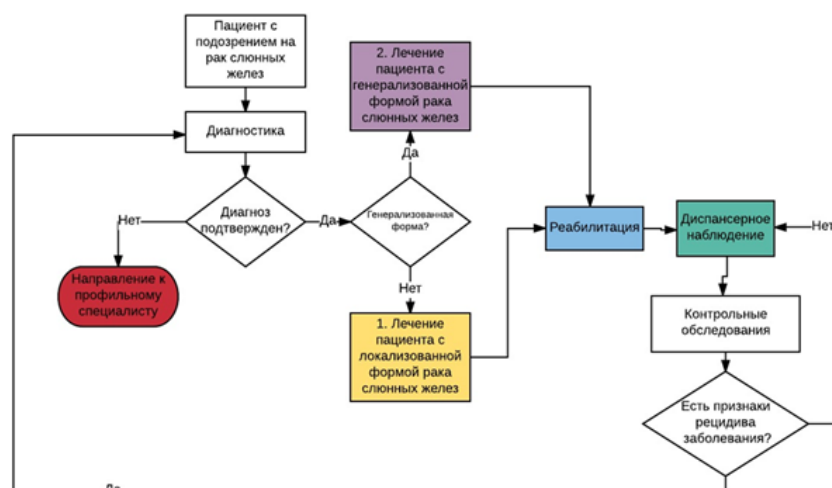 Пациент с
подозрением на
рак слюнных
желез
Диагностика
Диагноз
подтвержден?
Нет
Направление к
профильному
специалисту
Да
Генерализованная
форма?
Да
2. Лечение
пациента с
генерализованной
формой рака
слюнных желез
Нет
1. Лечение
пациента с
локализованной
формой рака
слюнных желез
Реабилитация
Диспансерное
наблюдение
Нет
Контрольные
обследования
Есть признаки
рецидива
заболевания?